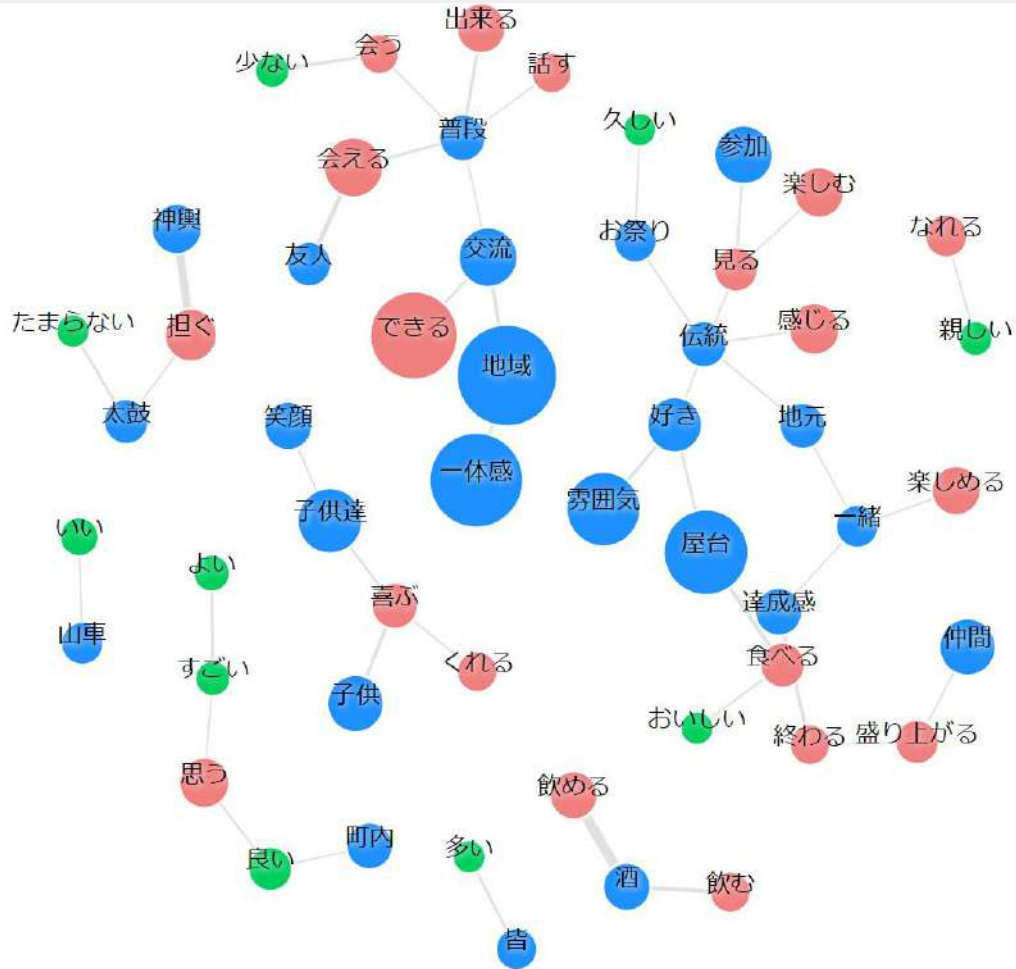 出来る
会う
少ない
話す
普段
久しい
参加
会える
楽しむ
神輿
友人
交流
お祭り
見る
なれる
たまらない
担ぐ
できる
地域
伝統
感じる
親しい
太鼓
笑顔
好き
地元
一体感
雰囲気
楽しめる
子供達
一緒
いい
屋台
よい
喜ぶ
達成感
山車
仲間
すごい
くれる
食べる
子供
おいしい
終わる
盛り上がる
思う
飲める
町内
良い
多い
酒
飲む
皆